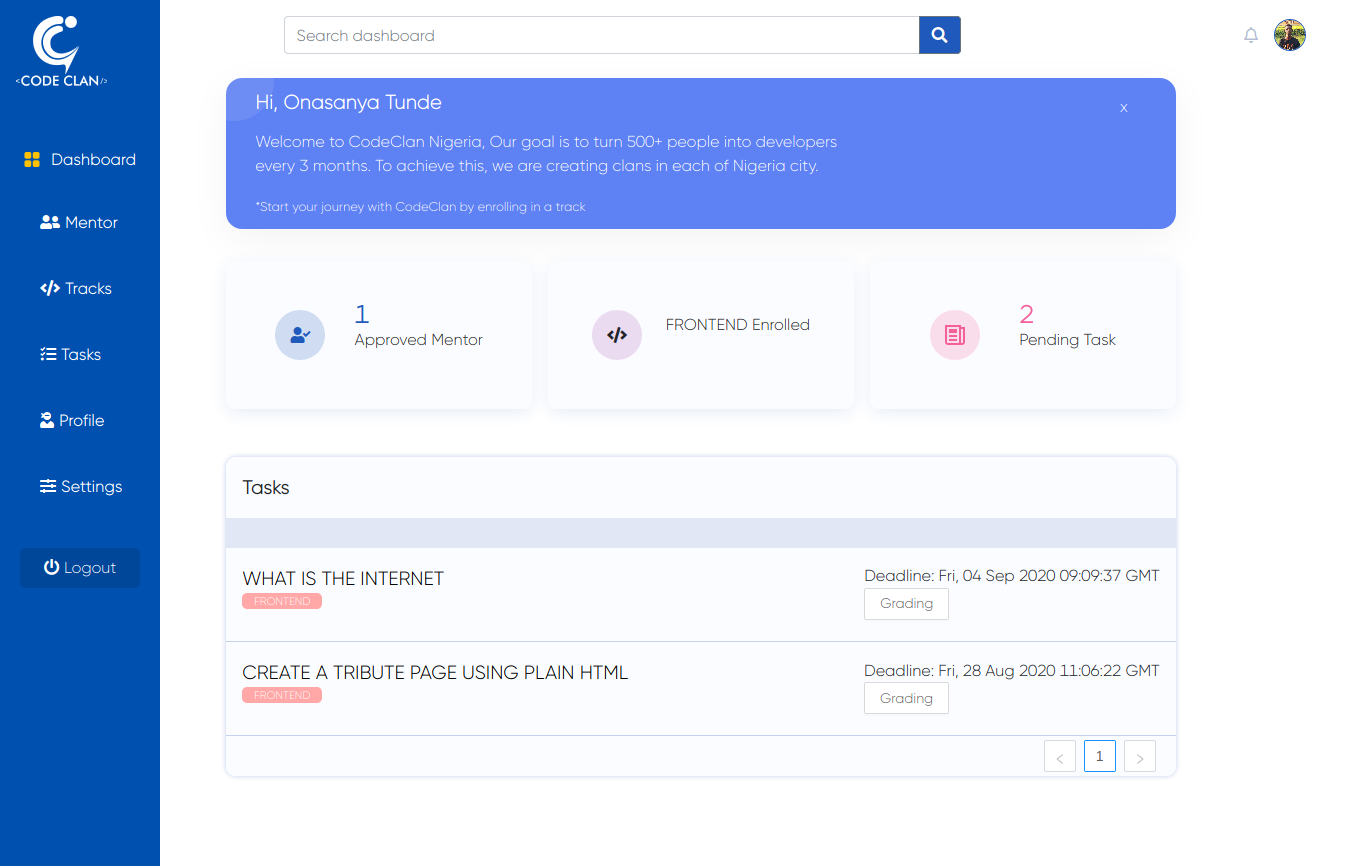 <CODE CLAN/>
Dashboard
Mentor
Tracks
Tasks
Profile
Settings
Logout
Search dashboard
Hi, Onasanya Tunde
x
Welcome to CodeClan Nigeria, Our goal is to turn 500+ people into developers
every 3 months. To achieve this, we are creating clans in each of Nigeria city.
*Start your journey with CodeClan by enrolling in a track
1
Approved Mentor
FRONTEND Enrolled
2
Pending Task
Tasks
WHAT IS THE INTERNET
FRONTEND
Deadline: Fri, 04 Sep 2020 09:09:37 GMT
Grading
CREATE A TRIBUTE PAGE USING PLAIN HTML
FRONTEND
Deadline: Fri, 28 Aug 2020 11:06:22 GMT
Grading
< 1 >